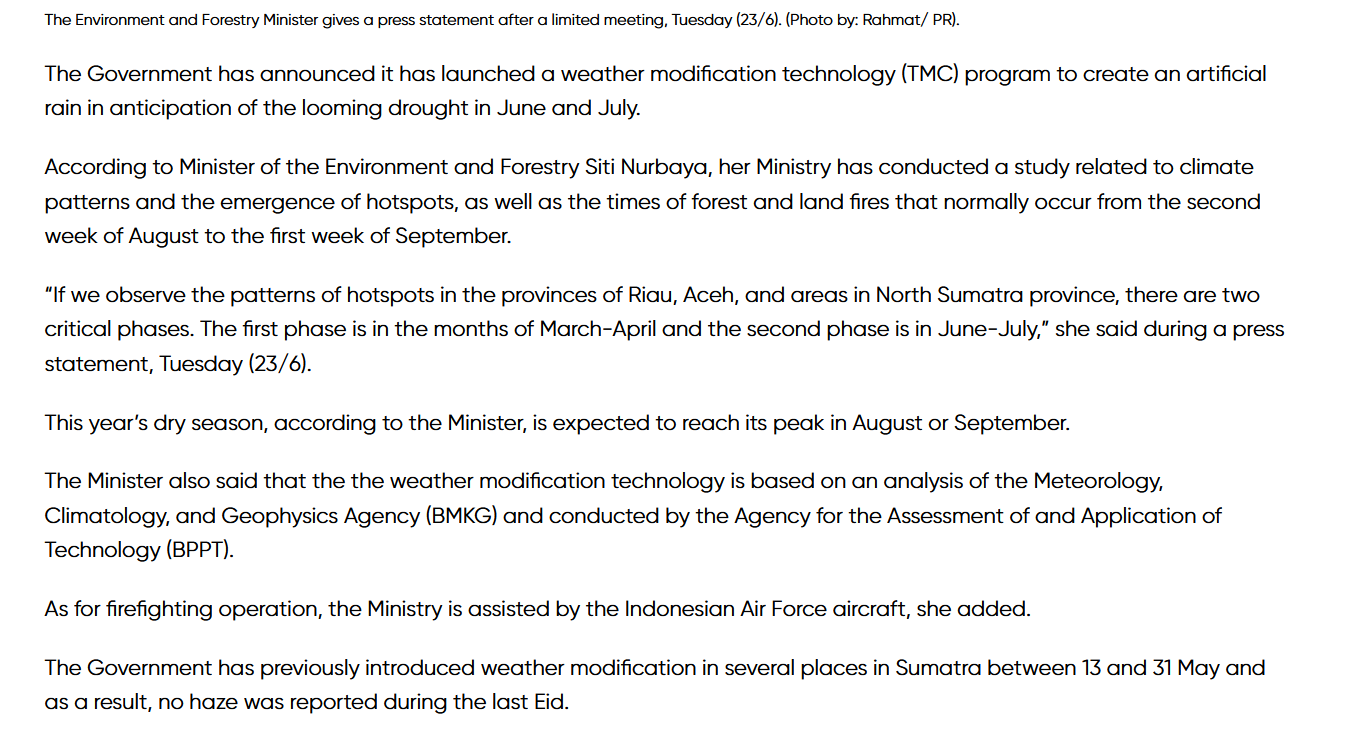 The Environment and Forestry Minister gives a press statement after a limited meeting, Tuesday (23/6). (Photo by: Rahmat/ PR).
The Government has announced it has launched a weather modification technology (TMC) program to create an artificial
rain in anticipation of the looming drought in June and July.
According to Minister of the Environment and Forestry Siti Nurbaya, her Ministry has conducted a study related to climate
patterns and the emergence of hotspots, as well as the times of forest and land fires that normally occur from the second
week of August to the first week of September.
“If we observe the patterns of hotspots in the provinces of Riau, Aceh, and areas in North Sumatra province, there are two
critical phases. The first phase is in the months of March-April and the second phase is in June-July,” she said during a press
statement, Tuesday (23/6).
This year’s dry season, according to the Minister, is expected to reach its peak in August or September.
The Minister also said that the the weather modification technology is based on an analysis of the Meteorology,
Climatology, and Geophysics Agency (BMKG) and conducted by the Agency for the Assessment of and Application of
Technology (BPPT).
As for firefighting operation, the Ministry is assisted by the Indonesian Air Force aircraft, she added.
The Government has previously introduced weather modification in several places in Sumatra between 13 and 31 May and
as a result, no haze was reported during the last Eid.